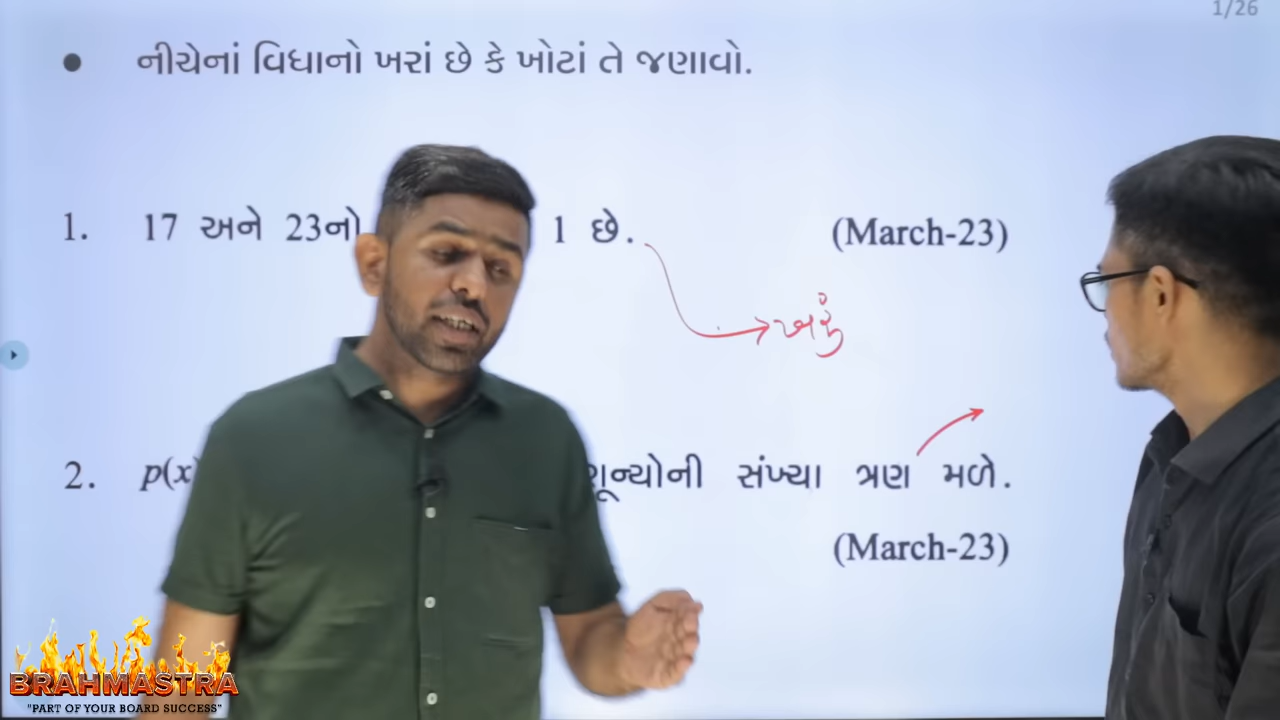 1/26
• નીચેનાં વિધાનો ખરાં છે કે ખોટાં તે જણાવો.
1. 17 અને 23નો 1 છે. (March-23)
ખરું
2. p(x શૂન્યોની સંખ્યા ત્રણ મળે.
(March-23)
BRAHMASTRA
"PART OF YOUR BOARD SUCCESS"